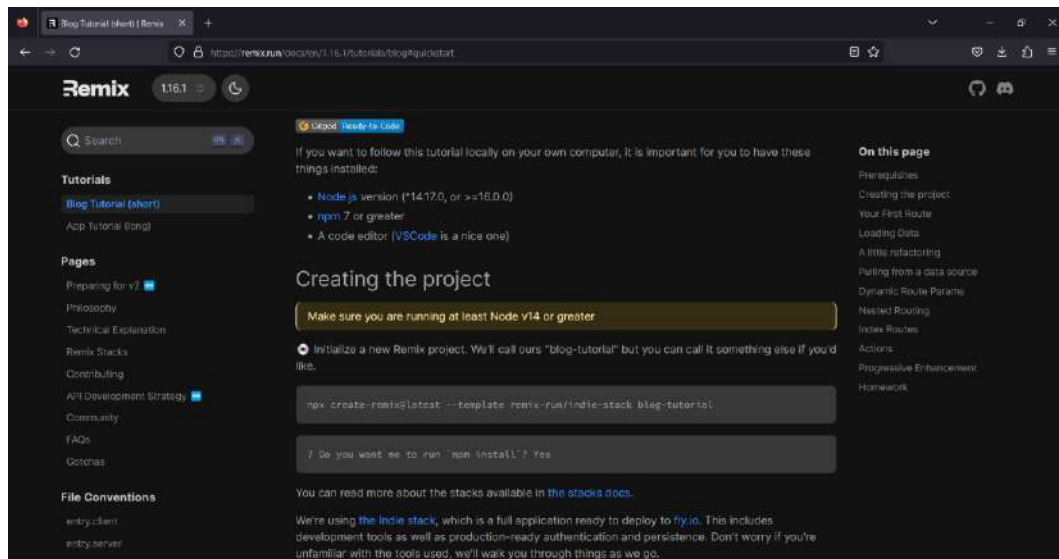 Blog Tutorial (short) | Remix
https://remix.run/docs/en/1.16.1/tutorials/blog#quickstart
Remix
1.16.1
Search
Tutorials
Blog Tutorial (short)
App Tutorial (long)
Pages
Preparing for v2
Philosophy
Technical Explanation
Remix Stacks
Contributing
API Development Strategy
Community
FAQs
Gotchas
File Conventions
entry.client
entry.server
Gitpod Ready-to-Code
If you want to follow this tutorial locally on your own computer, it is important for you to have these
things installed:
Node.js version (^14.17.0, or >=16.0.0)
npm 7 or greater
A code editor (VSCode is a nice one)
Creating the project
Make sure you are running at least Node v14 or greater
Initialize a new Remix project. We'll call ours "blog-tutorial" but you can call it something else if you'd
like.
npx create-remix@latest --template remix-run/indie-stack blog-tutorial
? Do you want me to run `npm install`? Yes
You can read more about the stacks available in the stacks docs.
We're using the Indie stack, which is a full application ready to deploy to fly.io. This includes
development tools as well as production-ready authentication and persistence. Don't worry if you're
unfamiliar with the tools used, we'll walk you through things as we go.
On this page
Prerequisites
Creating the project
Your First Route
Loading Data
A little refactoring
Pulling from a data source
Dynamic Route Params
Nested Routing
Index Routes
Actions
Progressive Enhancement
Homework